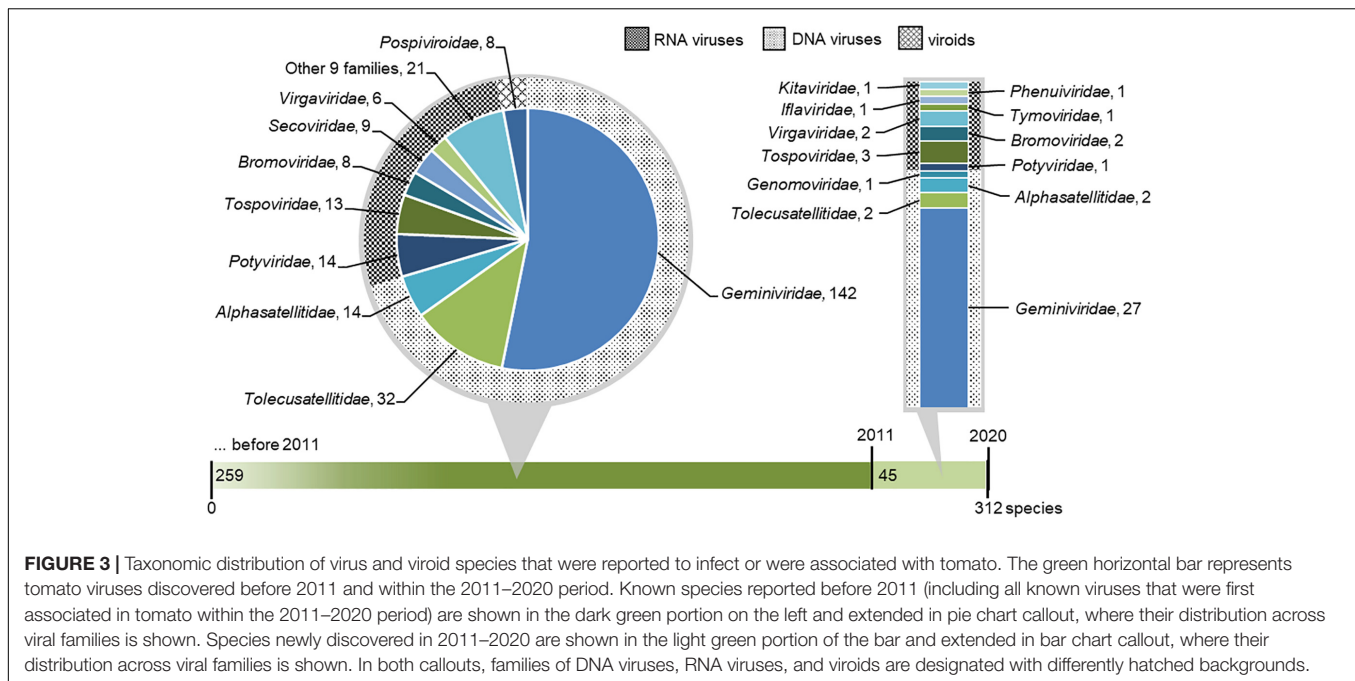 RNA viruses DNA viruses viroids
Pospiviroidae, 8
Other 9 families, 21
Virgaviridae, 6
Secoviridae, 9
Bromoviridae, 8
Tospoviridae, 13
Potyviridae, 14
Alphasatellitidae, 14
Tolecusatellitidae, 32
Geminiviridae, 142
Kitaviridae, 1
Iflaviridae, 1
Virgaviridae, 2
Tospoviridae, 3
Genomoviridae, 1
Tolecusatellitidae, 2
Phenuiviridae, 1
Tymoviridae, 1
Bromoviridae, 2
Potyviridae, 1
Alphasatellitidae, 2
Geminiviridae, 27
... before 2011
2011
2020
259
45
0
312 species
FIGURE 3 | Taxonomic distribution of virus and viroid species that were reported to infect or were associated with tomato. The green horizontal bar represents
tomato viruses discovered before 2011 and within the 2011–2020 period. Known species reported before 2011 (including all known viruses that were first
associated in tomato within the 2011–2020 period) are shown in the dark green portion on the left and extended in pie chart callout, where their distribution across
viral families is shown. Species newly discovered in 2011–2020 are shown in the light green portion of the bar and extended in bar chart callout, where their
distribution across viral families is shown. In both callouts, families of DNA viruses, RNA viruses, and viroids are designated with differently hatched backgrounds.